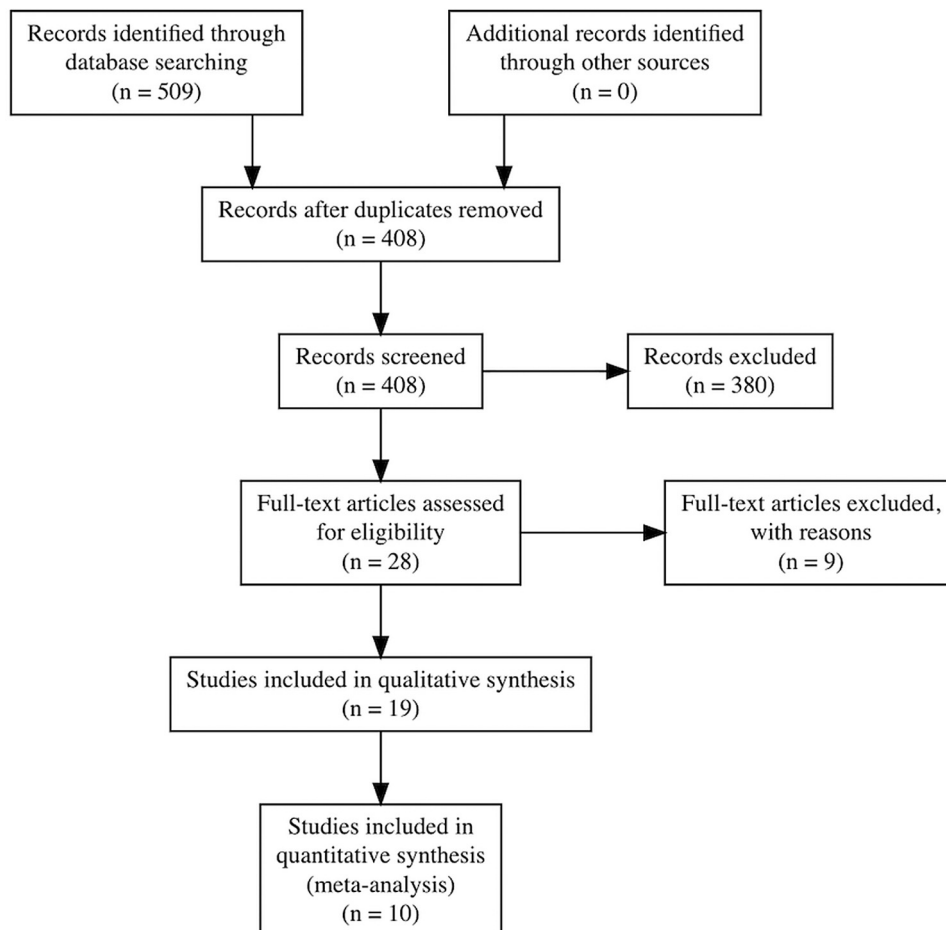 Records identified through
database searching
(n = 509)
Additional records identified
through other sources
(n = 0)
Records after duplicates removed
(n = 408)
Records screened
(n = 408)
Records excluded
(n = 380)
Full-text articles assessed
for eligibility
(n = 28)
Full-text articles excluded,
with reasons
(n = 9)
Studies included in qualitative synthesis
(n = 19)
Studies included in
quantitative synthesis
(meta-analysis)
(n = 10)